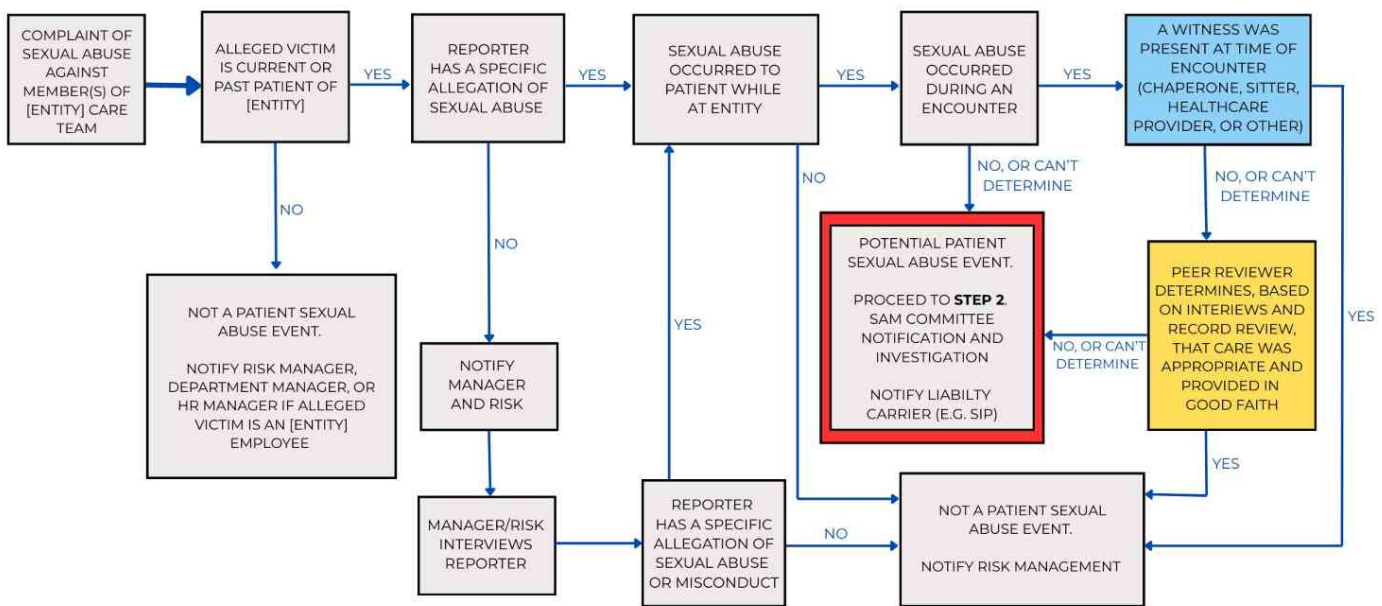 COMPLAINT OF
SEXUAL ABUSE
AGAINST
MEMBER(S) OF
[ENTITY] CARE
TEAM
ALLEGED VICTIM
IS CURRENT OR
PAST PATIENT OF
[ENTITY]
YES
REPORTER
HAS A SPECIFIC
ALLEGATION OF
SEXUAL ABUSE
YES
SEXUAL ABUSE
OCCURRED TO
PATIENT WHILE
AT ENTITY
YES
SEXUAL ABUSE
OCCURRED
DURING AN
ENCOUNTER
YES
A WITNESS WAS
PRESENT AT TIME OF
ENCOUNTER
(CHAPERONE, SITTER,
HEALTHCARE
PROVIDER, OR OTHER)
NO
NO
YES
NO
NO, OR CAN'T
DETERMINE
NO, OR CAN'T
DETERMINE
YES
NOT A PATIENT SEXUAL
ABUSE EVENT.
NOTIFY RISK MANAGER,
DEPARTMENT MANAGER, OR
HR MANAGER IF ALLEGED
VICTIM IS AN [ENTITY]
EMPLOYEE
NOTIFY
MANAGER
AND RISK
POTENTIAL PATIENT
SEXUAL ABUSE EVENT.
PROCEED TO STEP 2.
SAM COMMITTEE
NOTIFICATION AND
INVESTIGATION
NOTIFY LIABILTY
CARRIER (E.G. SIP)
NO, OR CAN'T
DETERMINE
PEER REVIEWER
DETERMINES, BASED
ON INTERIEWS AND
RECORD REVIEW,
THAT CARE WAS
APPROPRIATE AND
PROVIDED IN
GOOD FAITH
YES
MANAGER/RISK
INTERVIEWS
REPORTER
REPORTER
HAS A SPECIFIC
ALLEGATION OF
SEXUAL ABUSE
OR MISCONDUCT
NO
NOT A PATIENT SEXUAL
ABUSE EVENT.
NOTIFY RISK MANAGEMENT